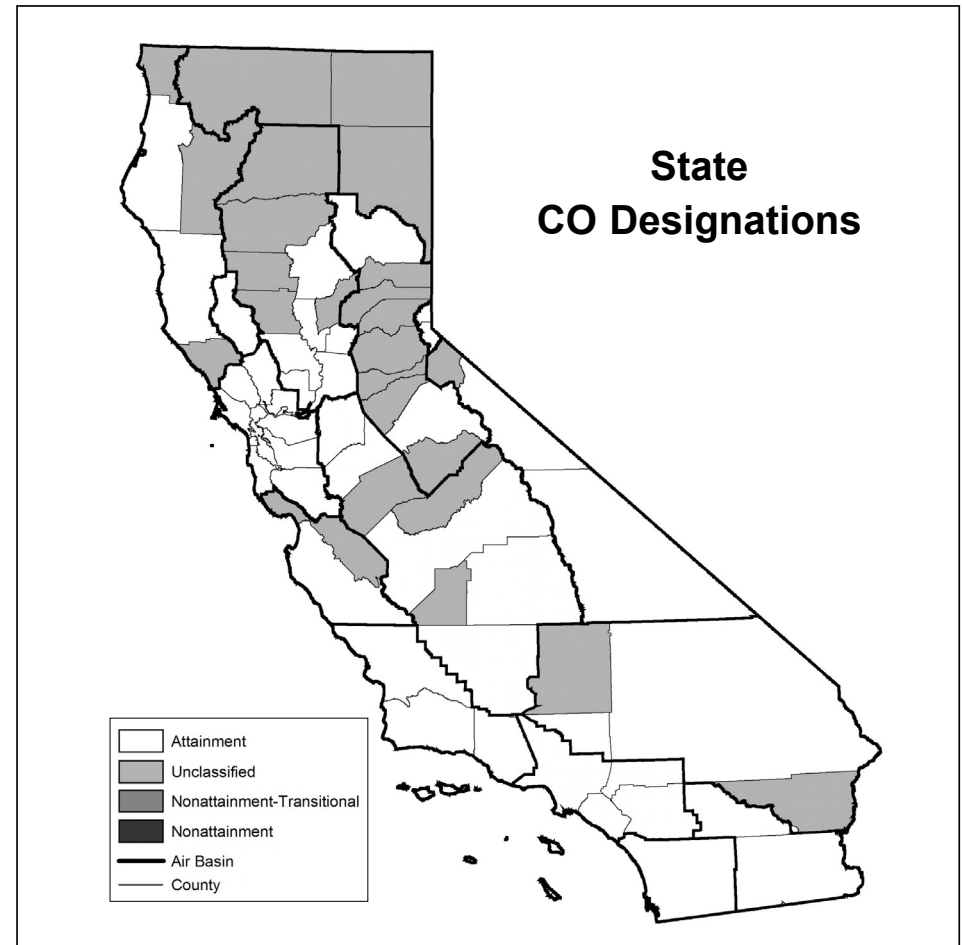 State
CO Designations
Attainment
Unclassified
Nonattainment-Transitional
Nonattainment
Air Basin
County